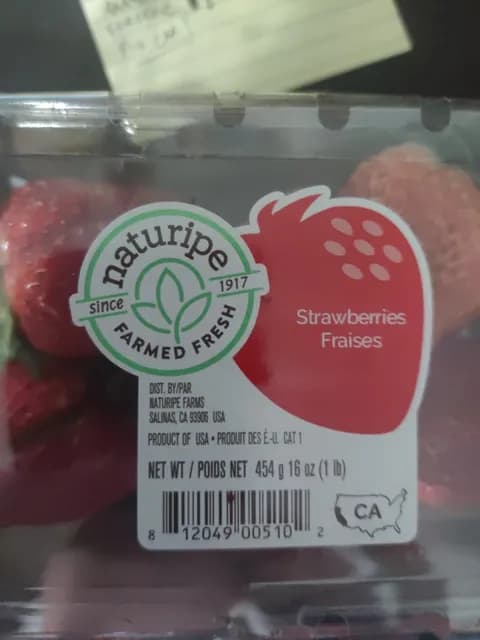 naturipe
since 1917
FARMED FRESH
Strawberries
Fraises
DIST. BY/PAR
NATURIPE FARMS
SALINAS, CA 93906 USA
PRODUCT OF USA • PRODUIT DES É.-U. CAT 1
NET WT / POIDS NET 454 g 16 oz (1 lb)
CA
8 12049 00510 2